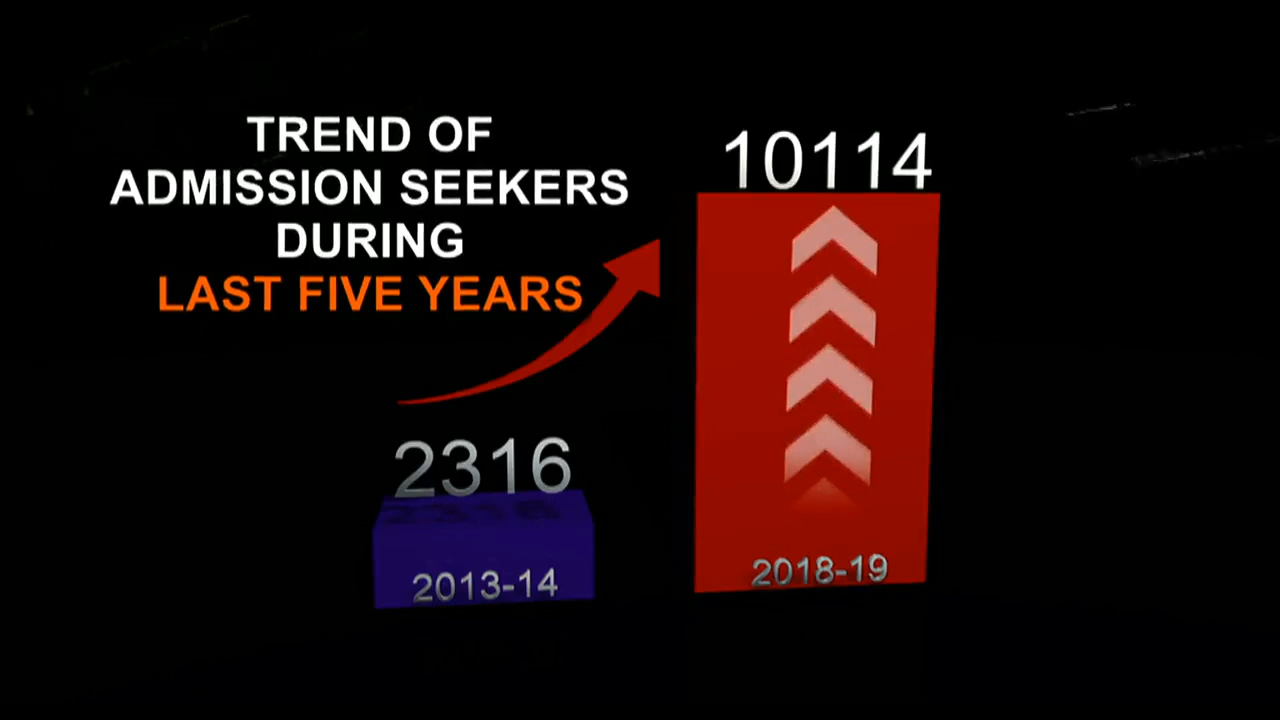 TREND OF
ADMISSION SEEKERS
DURING
LAST FIVE YEARS
10114
2316
2013-14
2018-19